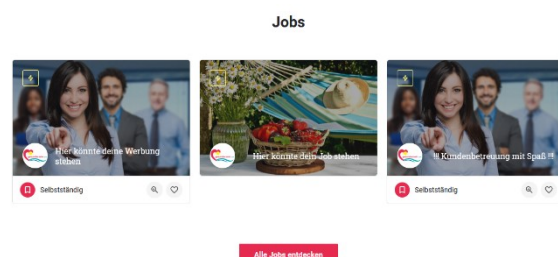 Jobs
Hier könnte deine Werbung
stehen
Hier könnte dein Job stehen
!!! Kundenbetreuung mit Spaß !!!
Selbstständig
Selbstständig
Alle Jobs entdecken